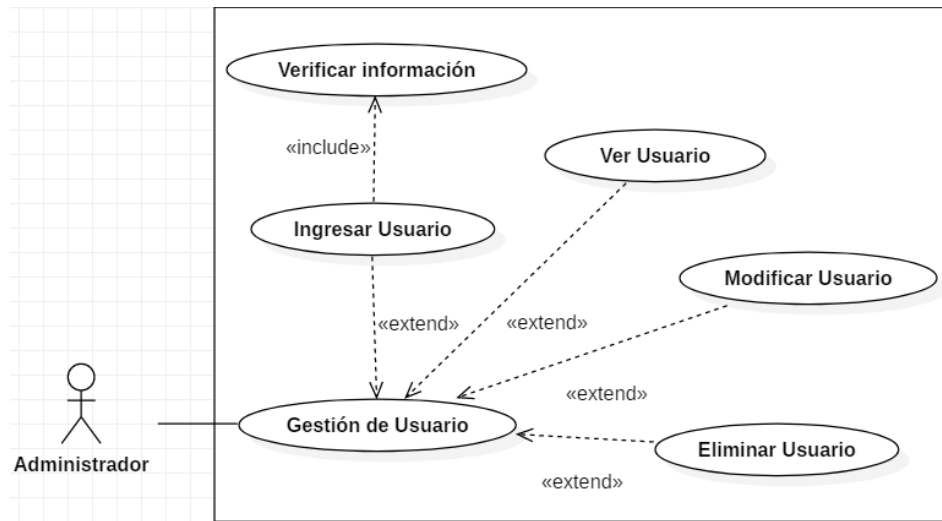 Verificar información
«include»
Ver Usuario
Ingresar Usuario
Modificar Usuario
«extend»
«extend»
«extend»
Gestión de Usuario
Eliminar Usuario
Administrador
«extend»